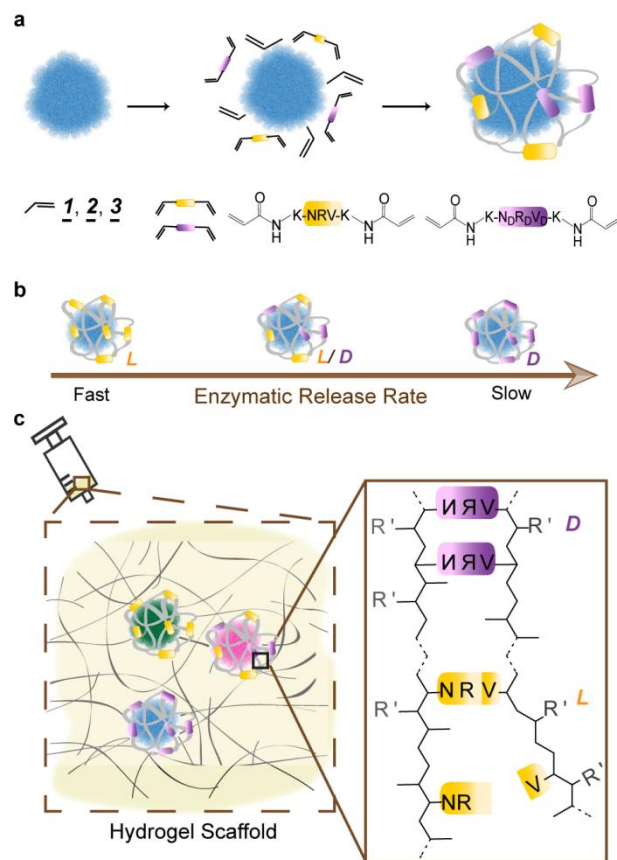 a
1, 2, 3
O N H K-NRV-K N H O
O N H K-NDRDVD-K N H O
b
L
L/D
D
Fast
Enzymatic Release Rate
Slow
c
ИЯV
R'
R'
D
ИЯV
R'
NRV
L
R'
R'
V
R'
NR
Hydrogel Scaffold